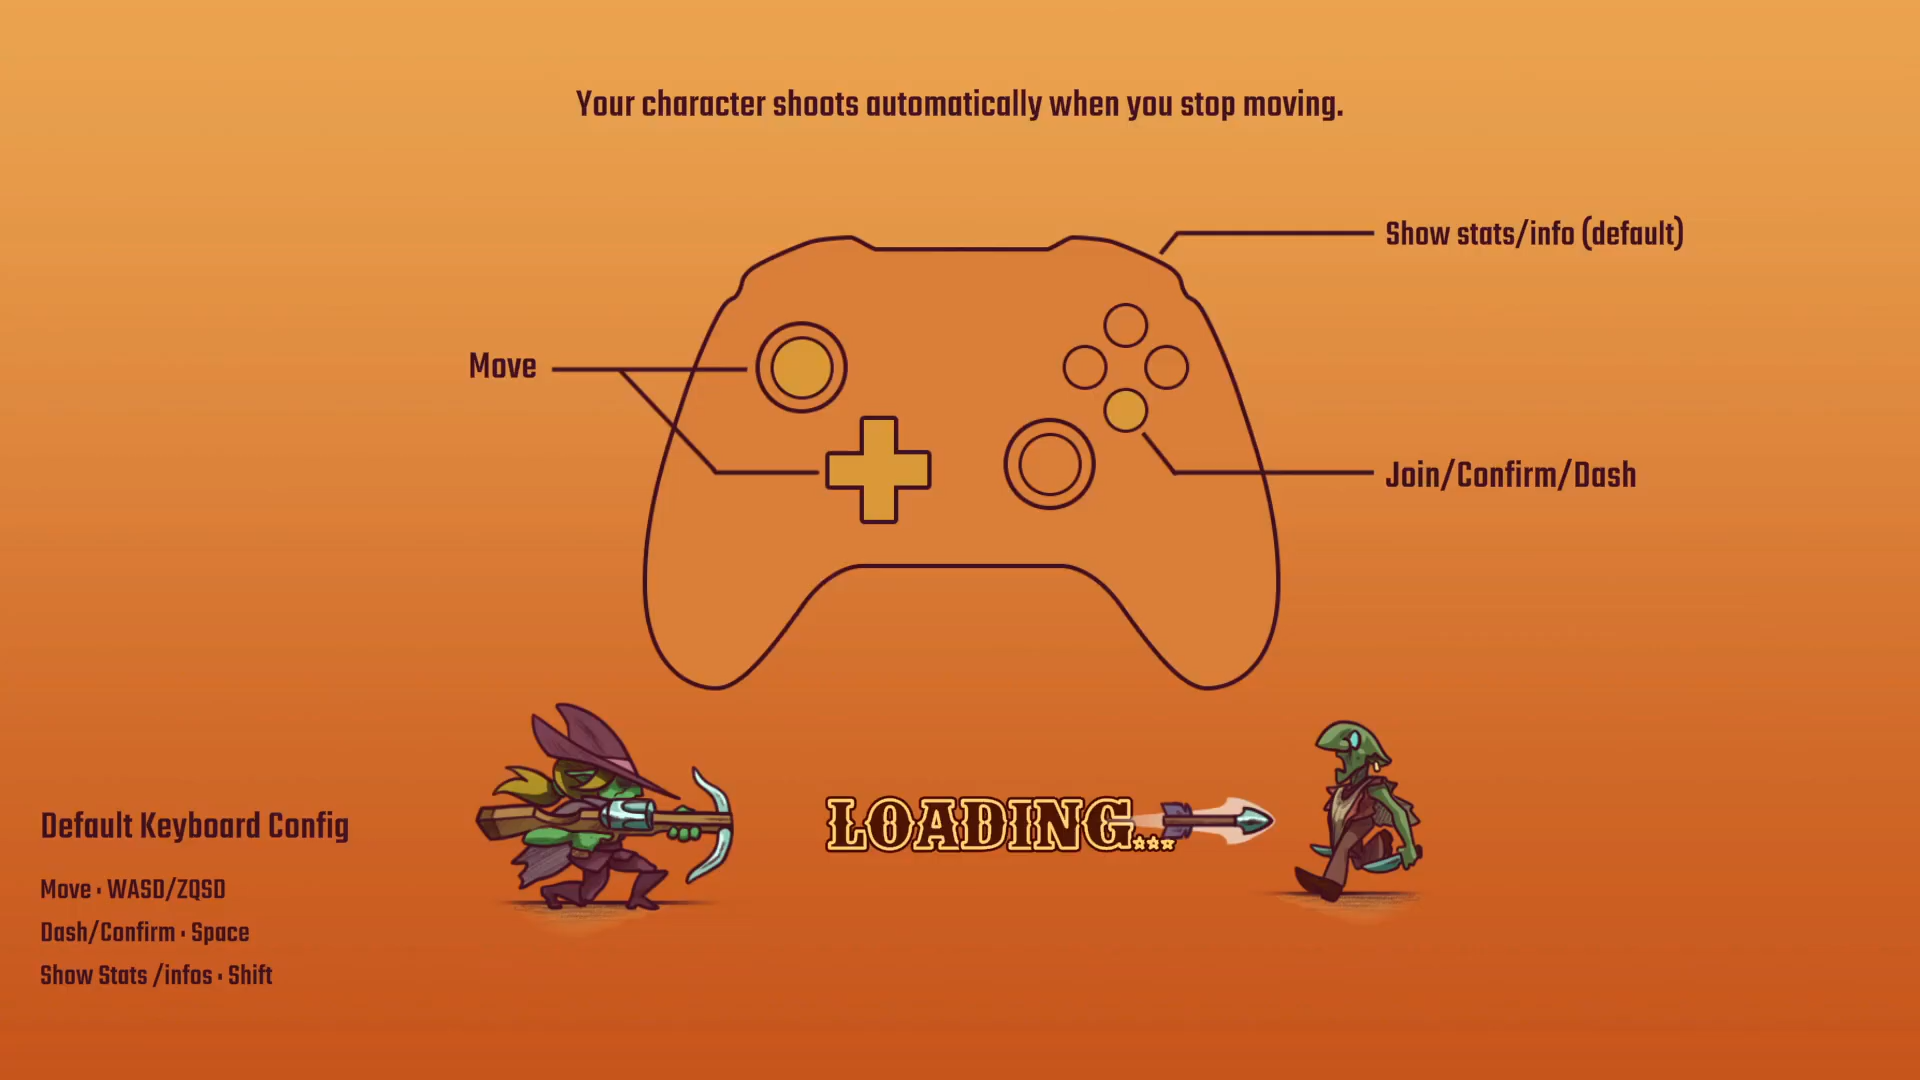 Your character shoots automatically when you stop moving.
Show stats/info (default)
Move
Join/Confirm/Dash
LOADING...
Default Keyboard Config
Move · WASD/ZQSD
Dash/Confirm · Space
Show Stats /infos · Shift